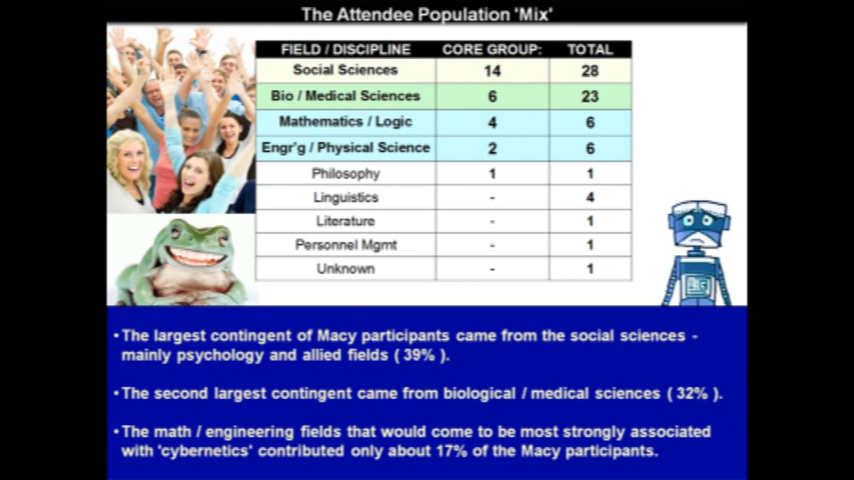 The Attendee Population 'Mix'
FIELD / DISCIPLINE CORE GROUP: TOTAL
Social Sciences 14 28
Bio / Medical Sciences 6 23
Mathematics / Logic 4 6
Engr'g / Physical Science 2 6
Philosophy 1 1
Linguistics - 4
Literature - 1
Personnel Mgmt - 1
Unknown - 1
• The largest contingent of Macy participants came from the social sciences -
mainly psychology and allied fields ( 39% ).
• The second largest contingent came from biological / medical sciences ( 32% ).
• The math / engineering fields that would come to be most strongly associated
with 'cybernetics' contributed only about 17% of the Macy participants.